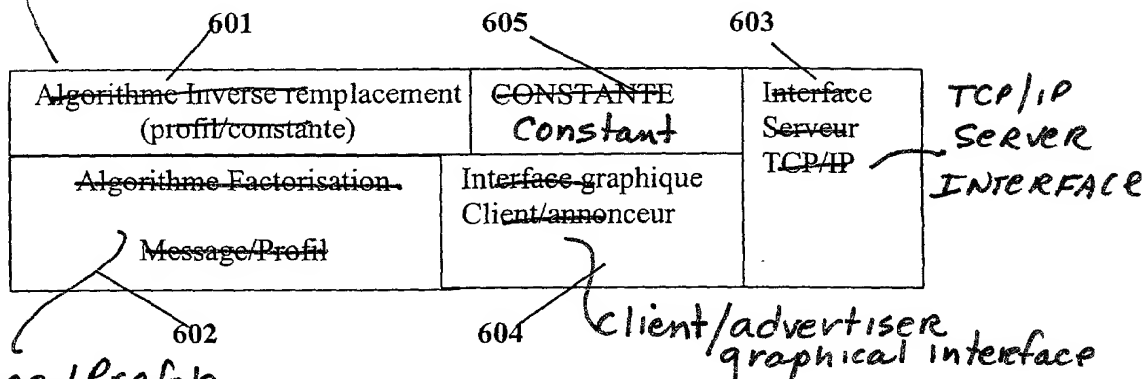 601 605 603
Algorithme Inverse remplacement
(profil/constante)
CONSTANTE
Constant
Interface
Serveur
TCP/IP
TCP/IP
SERVER
INTERFACE
Algorithme Factorisation
Message/Profil
Interface graphique
Client/annonceur
602 604
client/advertiser
graphical interface